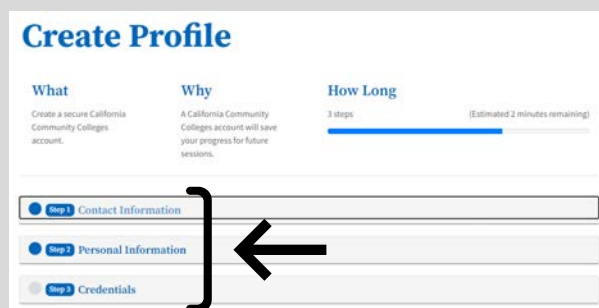 Create Profile
What
Create a secure California
Community Colleges
account.
Why
A California Community
Colleges account will save
your progress for future
sessions.
How Long
3 steps (Estimated 2 minutes remaining)
Step 1 Contact Information
Step 2 Personal Information
Step 3 Credentials